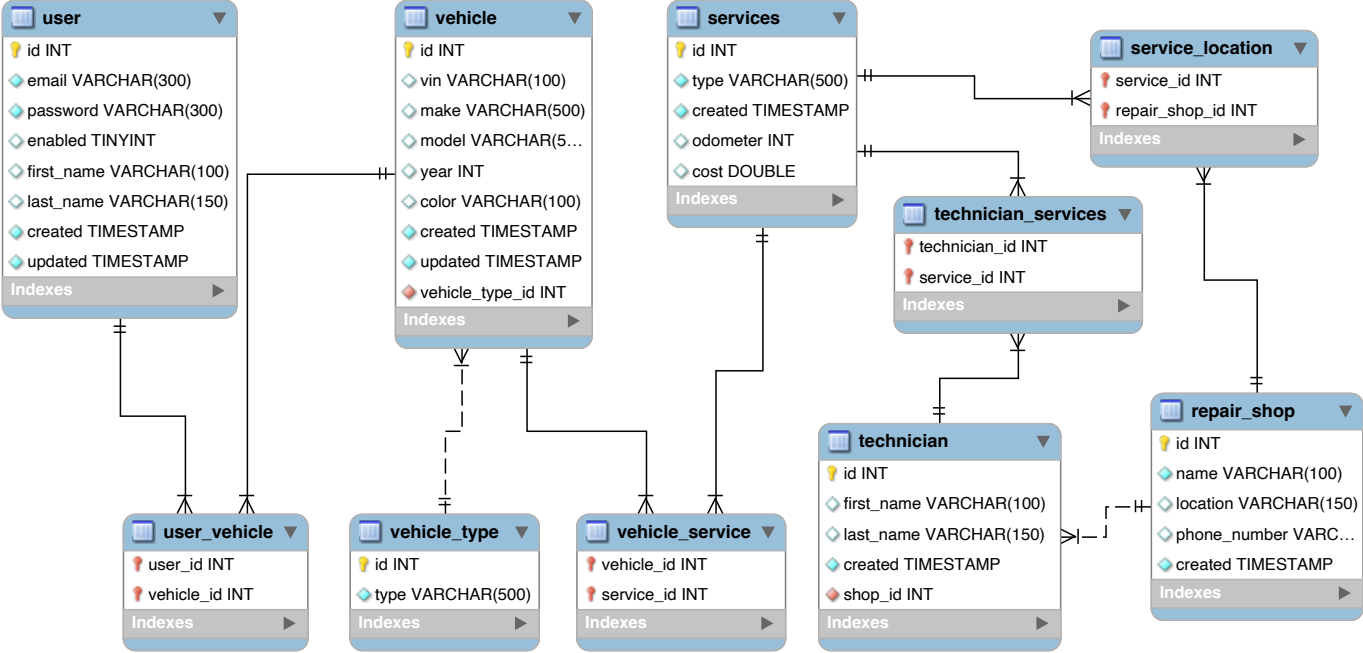 user
id INT
email VARCHAR(300)
password VARCHAR(300)
enabled TINYINT
first_name VARCHAR(100)
last_name VARCHAR(150)
created TIMESTAMP
updated TIMESTAMP
Indexes
vehicle
id INT
vin VARCHAR(100)
make VARCHAR(500)
model VARCHAR(5...
year INT
color VARCHAR(100)
created TIMESTAMP
updated TIMESTAMP
vehicle_type_id INT
Indexes
services
id INT
type VARCHAR(500)
created TIMESTAMP
odometer INT
cost DOUBLE
Indexes
service_location
service_id INT
repair_shop_id INT
Indexes
technician_services
technician_id INT
service_id INT
Indexes
user_vehicle
user_id INT
vehicle_id INT
Indexes
vehicle_type
id INT
type VARCHAR(500)
Indexes
vehicle_service
vehicle_id INT
service_id INT
Indexes
technician
id INT
first_name VARCHAR(100)
last_name VARCHAR(150)
created TIMESTAMP
shop_id INT
Indexes
repair_shop
id INT
name VARCHAR(100)
location VARCHAR(150)
phone_number VARC...
created TIMESTAMP
Indexes